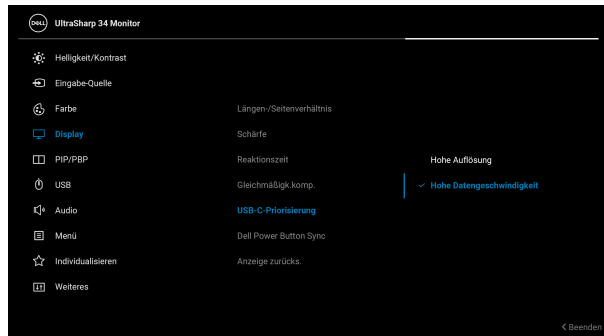 DELL UltraSharp 34 Monitor
Helligkeit/Kontrast
Eingabe-Quelle
Farbe
Display
PIP/PBP
USB
Audio
Menü
Individualisieren
Weiteres
Längen-/Seitenverhältnis
Schärfe
Reaktionszeit
Gleichmäßigk.komp.
USB-C-Priorisierung
Dell Power Button Sync
Anzeige zurücks.
Hohe Auflösung
Hohe Datengeschwindigkeit
Beenden